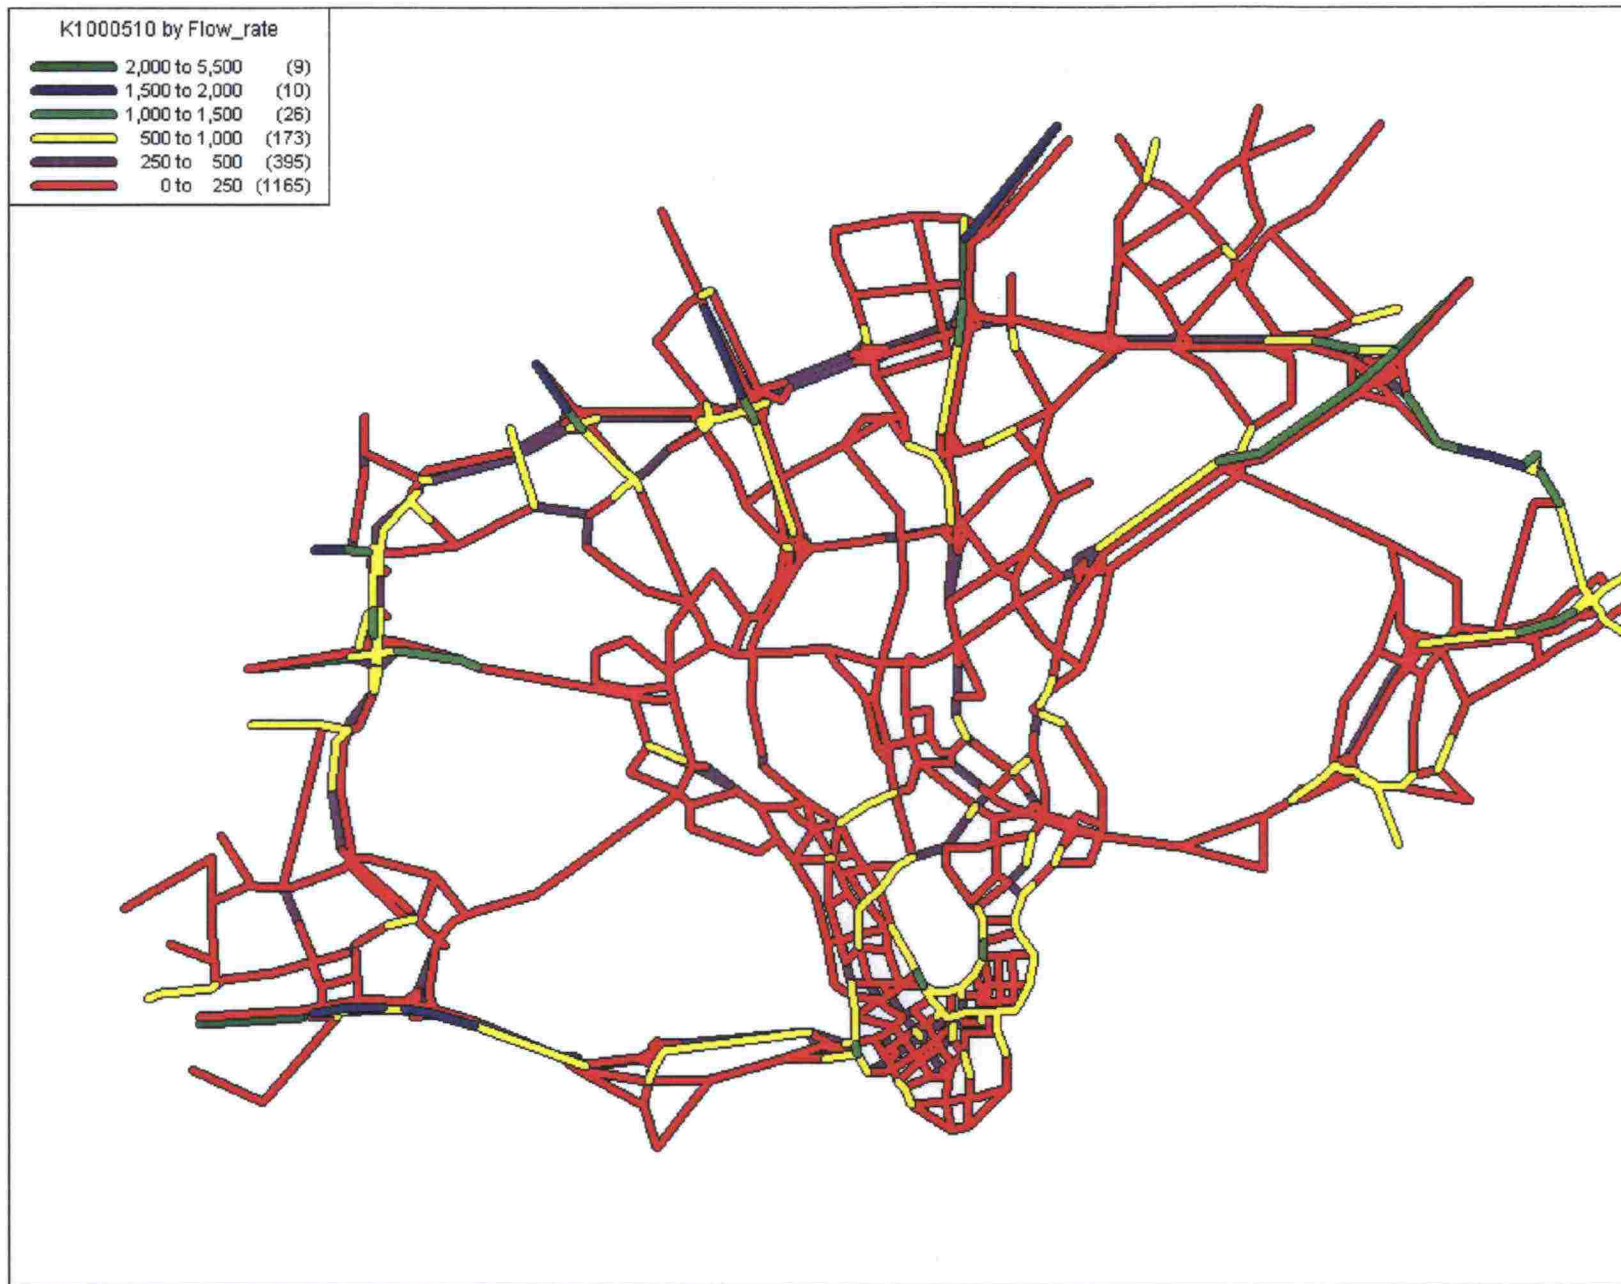 K1000510 by Flow_rate
2,000 to 5,500 (9)
1,500 to 2,000 (10)
1,000 to 1,500 (26)
500 to 1,000 (173)
250 to 500 (395)
0 to 250 (1165)